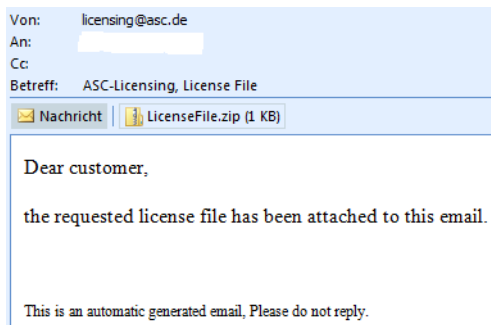 Von: licensing@asc.de
An:
Cc:
Betreff: ASC-Licensing, License File
Nachricht LicenseFile.zip (1 KB)
Dear customer,
the requested license file has been attached to this email.
This is an automatic generated email, Please do not reply.